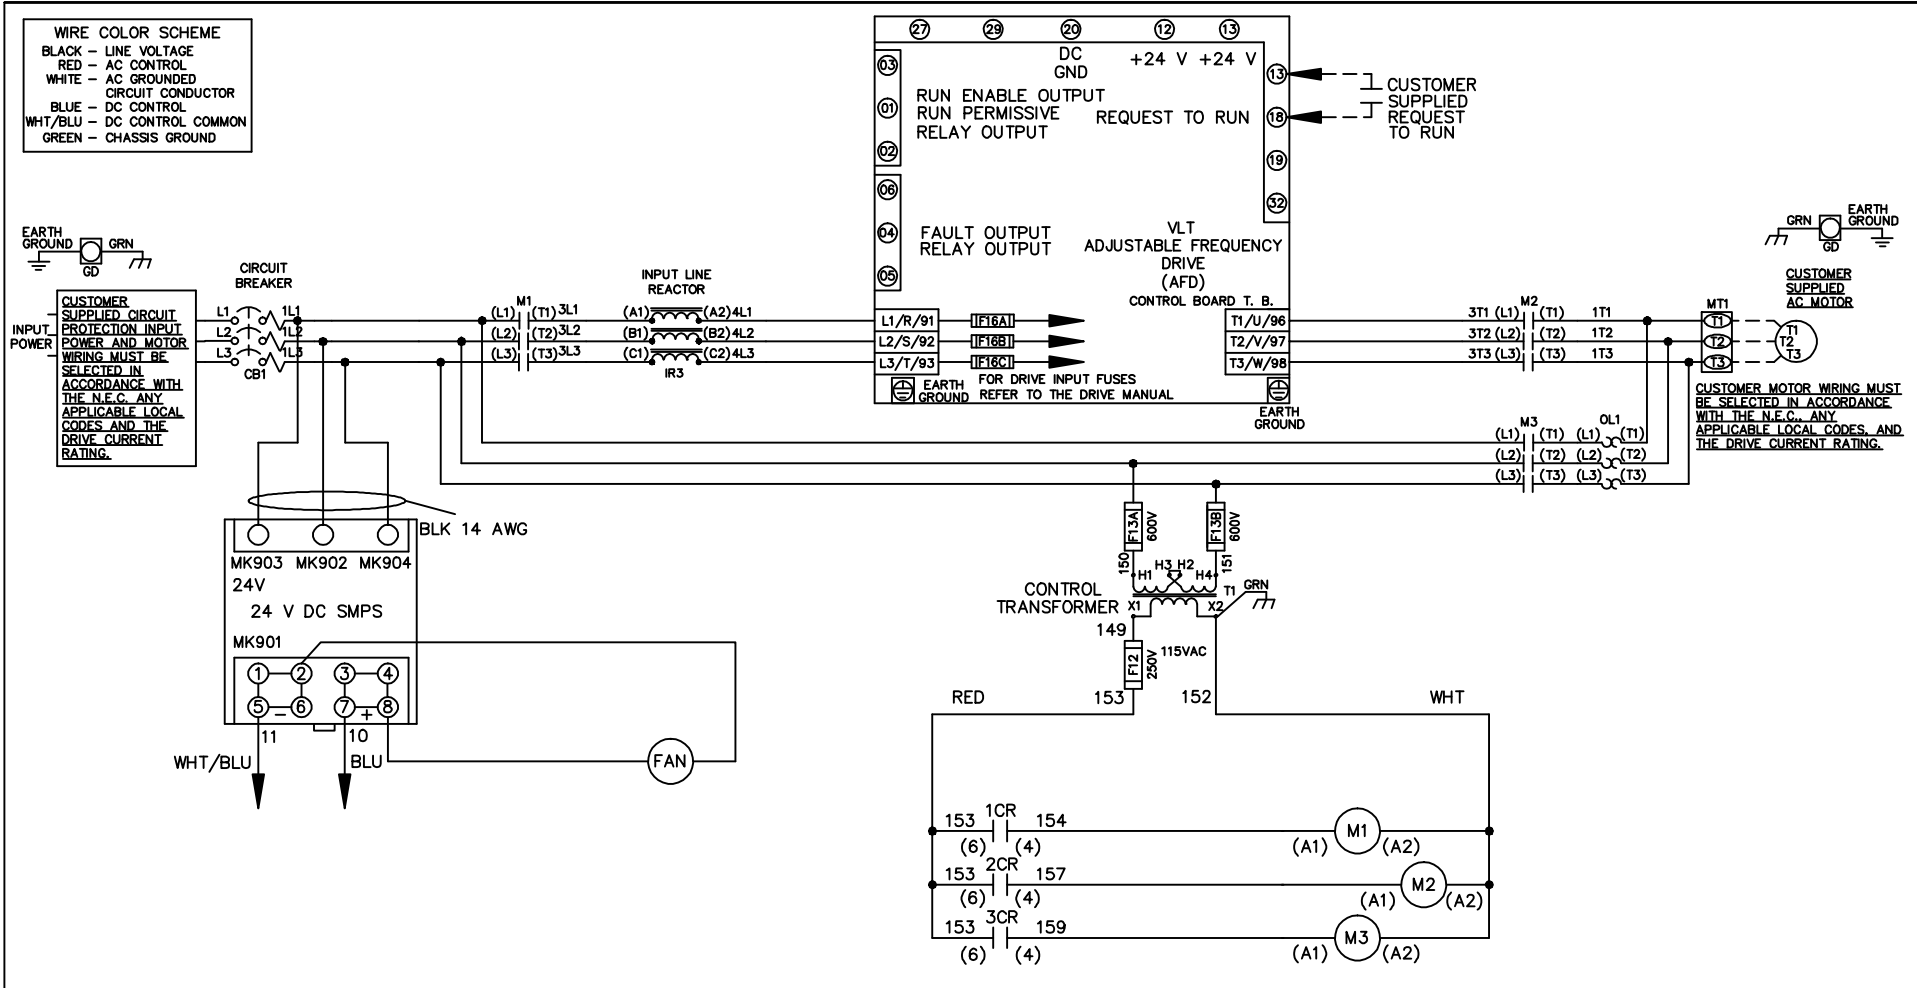 WIRE COLOR SCHEME
BLACK – LINE VOLTAGE
RED – AC CONTROL
WHITE – AC GROUNDED
CIRCUIT CONDUCTOR
BLUE – DC CONTROL
WHT/BLU – DC CONTROL COMMON
GREEN – CHASSIS GROUND
27 29 20 12 13
DC
GND
+24 V +24 V
03
01
02
RUN ENABLE OUTPUT
RUN PERMISSIVE
RELAY OUTPUT
REQUEST TO RUN
13
18
19
32
CUSTOMER
SUPPLIED
REQUEST
TO RUN
06
04
05
FAULT OUTPUT
RELAY OUTPUT
VLT
ADJUSTABLE FREQUENCY
DRIVE
(AFD)
CONTROL BOARD T. B.
EARTH
GROUND
GRN
GD
GRN
EARTH
GROUND
GD
CIRCUIT
BREAKER
INPUT
POWER
CUSTOMER
SUPPLIED CIRCUIT
PROTECTION INPUT
POWER AND MOTOR
WIRING MUST BE
SELECTED IN
ACCORDANCE WITH
THE N.E.C. ANY
APPLICABLE LOCAL
CODES AND THE
DRIVE CURRENT
RATING.
L1 1L1
L2 1L2
L3 1L3
CB1
M1
(L1) (T1) 3L1
(L2) (T2) 3L2
(L3) (T3) 3L3
INPUT LINE
REACTOR
(A1) (A2) 4L1
(B1) (B2) 4L2
(C1) (C2) 4L3
IR3
L1/R/91 F16A
L2/S/92 F16B
L3/T/93 F16C
EARTH
GROUND
FOR DRIVE INPUT FUSES
REFER TO THE DRIVE MANUAL
T1/U/96
T2/V/97
T3/W/98
EARTH
GROUND
M2
3T1 (L1) (T1) 1T1
3T2 (L2) (T2) 1T2
3T3 (L3) (T3) 1T3
CUSTOMER
SUPPLIED
AC MOTOR
MT1
T1
T2
T3
T1
T2
T3
CUSTOMER MOTOR WIRING MUST
BE SELECTED IN ACCORDANCE
WITH THE N.E.C., ANY
APPLICABLE LOCAL CODES, AND
THE DRIVE CURRENT RATING.
M3 OL1
(L1) (T1) (L1) (T1)
(L2) (T2) (L2) (T2)
(L3) (T3) (L3) (T3)
BLK 14 AWG
MK903 MK902 MK904
24V
24 V DC SMPS
MK901
1 2 3 4
5 – 6 7 + 8
11 10
WHT/BLU BLU
FAN
F13A
600V
F13B
600V
150
151
H1 H3 H2 H4
CONTROL
TRANSFORMER
X1 X2
T1
GRN
149
F12
250V
115VAC
RED 153 152 WHT
153 1CR 154
(6) (4)
M1
(A1) (A2)
153 2CR 157
(6) (4)
M2
(A1) (A2)
153 3CR 159
(6) (4)
M3
(A1) (A2)